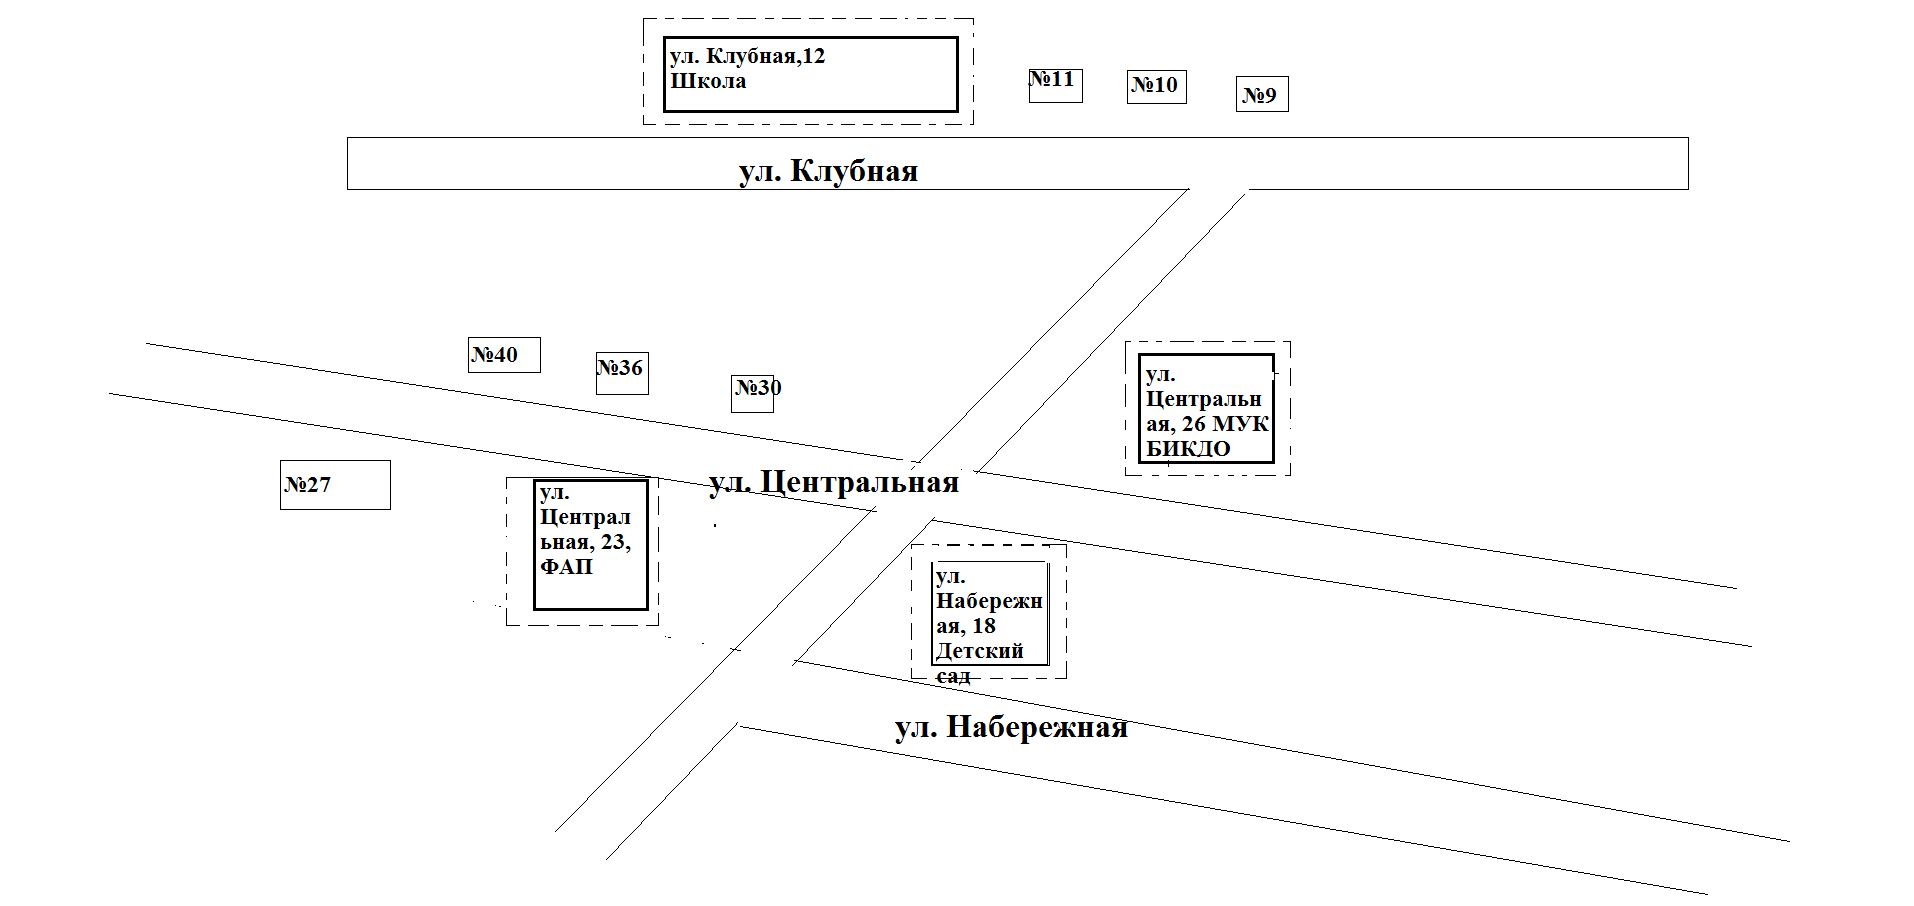 ул. Клубная,12
Школа
№11
№10
№9
ул. Клубная
№40
№36
№30
ул.
Центральн
ая, 26 МУК
БИКДО
№27
ул.
Централ
ьная, 23,
ФАП
ул. Центральная
ул.
Набережн
ая, 18
Детский
сад
ул. Набережная